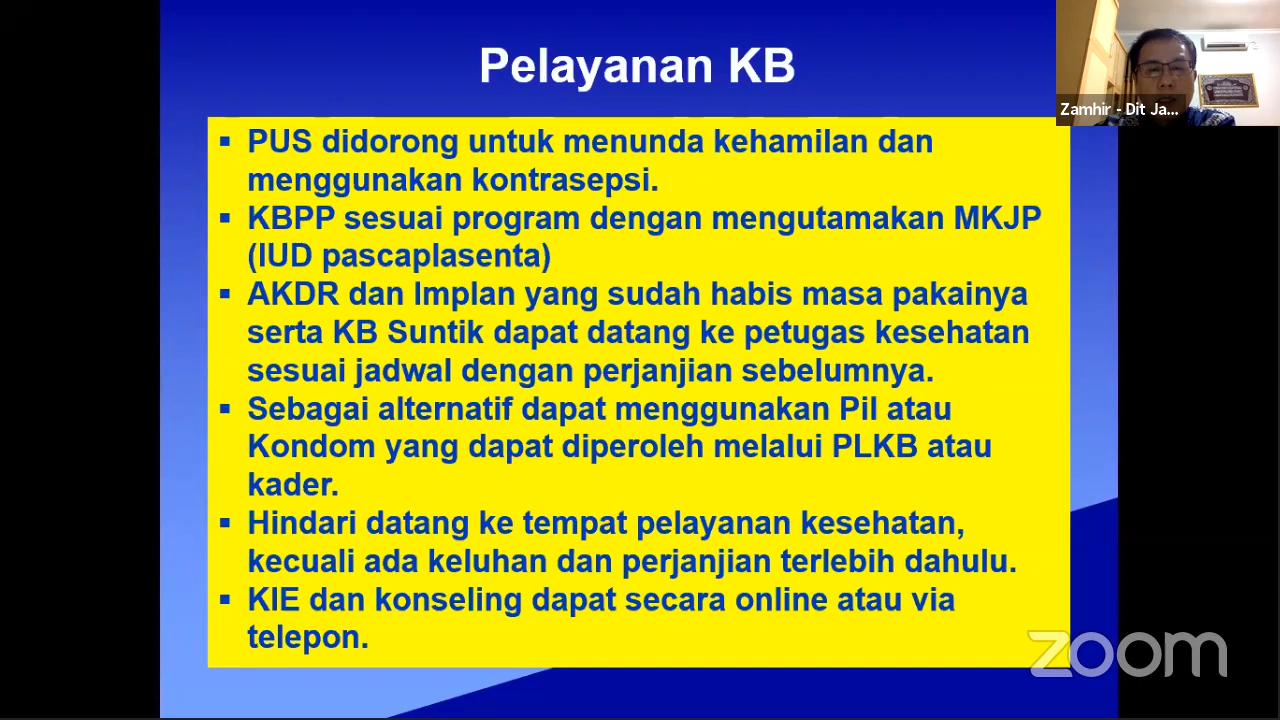 Pelayanan KB
Zamhir - Dit Ja...
▪ PUS didorong untuk menunda kehamilan dan
menggunakan kontrasepsi.
▪ KBPP sesuai program dengan mengutamakan MKJP
(IUD pascaplasenta)
▪ AKDR dan Implan yang sudah habis masa pakainya
serta KB Suntik dapat datang ke petugas kesehatan
sesuai jadwal dengan perjanjian sebelumnya.
▪ Sebagai alternatif dapat menggunakan Pil atau
Kondom yang dapat diperoleh melalui PLKB atau
kader.
▪ Hindari datang ke tempat pelayanan kesehatan,
kecuali ada keluhan dan perjanjian terlebih dahulu.
▪ KIE dan konseling dapat secara online atau via
telepon.
zoom